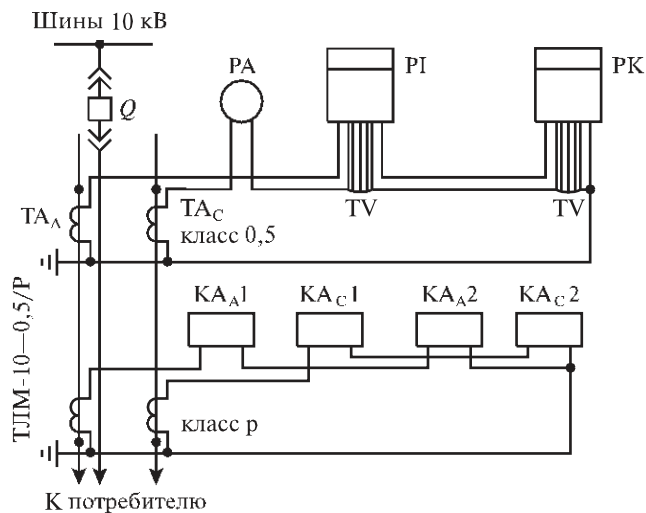 Шины 10 кВ
PA
PI
PK
Q
TA_A
TA_C
класс 0,5
TV
TV
KA_A1
KA_C1
KA_A2
KA_C2
ТЛМ-10—0,5/Р
класс р
К потребителю